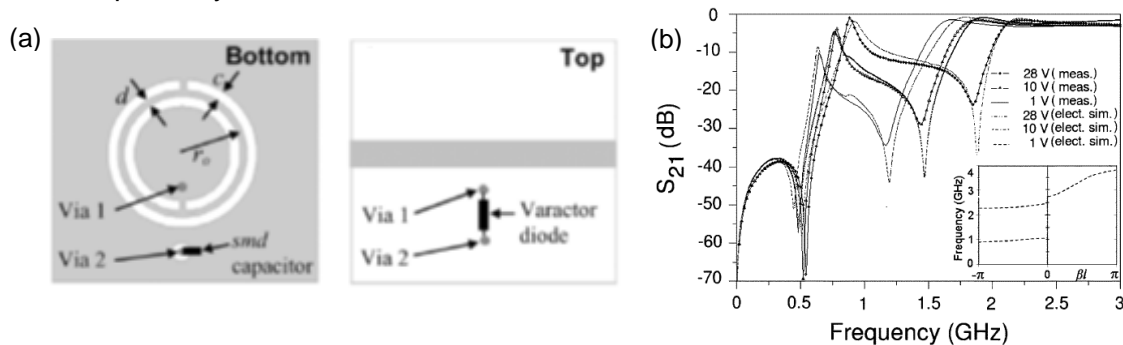 (a)
Bottom
d
c
rₒ
Via 1
Via 2
smd
capacitor
Top
Via 1
Varactor
diode
Via 2
(b)
S₂₁ (dB)
0
-10
-20
-30
-40
-50
-60
-70
0 0.5 1 1.5 2 2.5 3
Frequency (GHz)
28 V (meas.)
10 V (meas.)
1 V (meas.)
28 V (elect. sim.)
10 V (elect. sim.)
1 V (elect. sim.)
Frequency (GHz)
4
3
2
1
0
-π 0 βl π